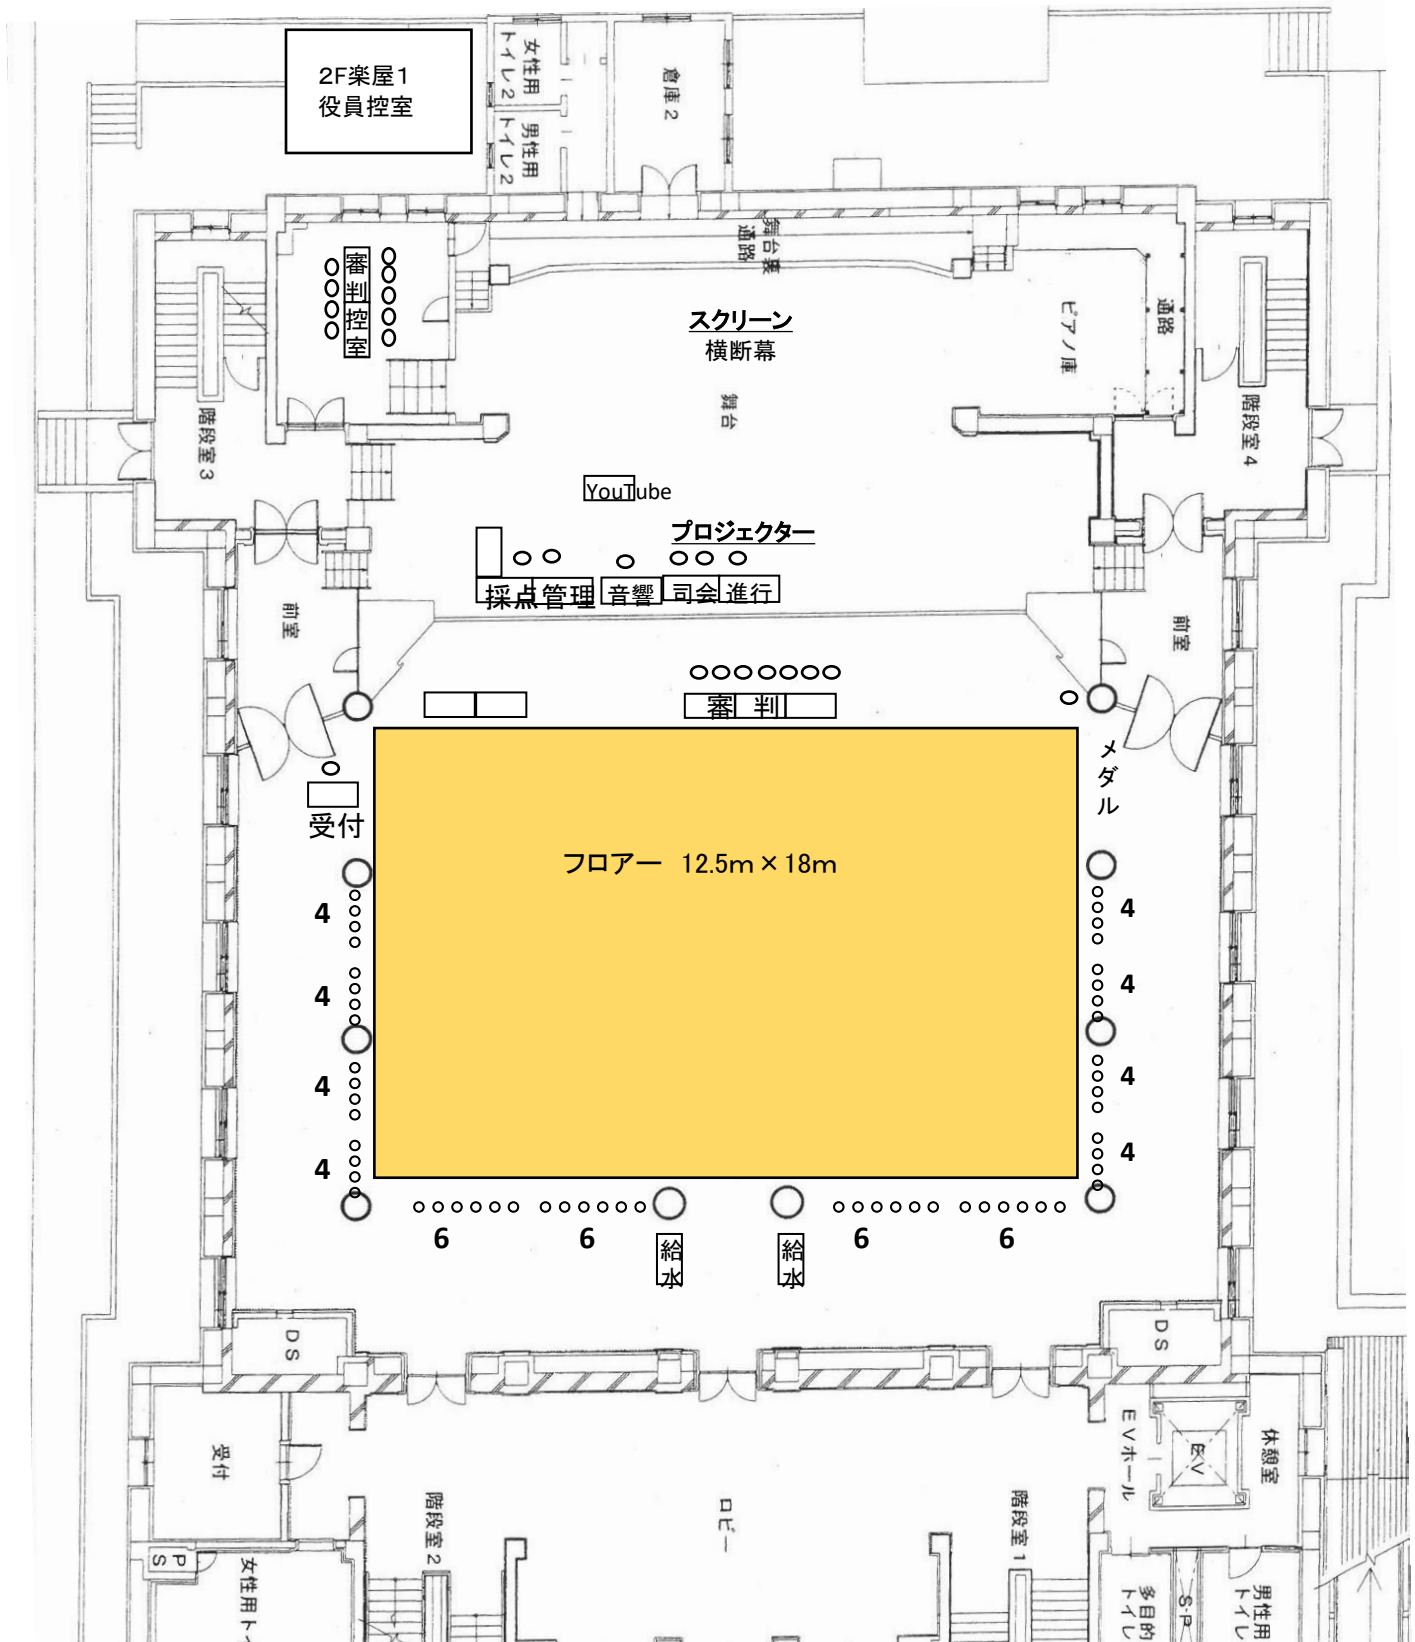 2F楽屋1
役員控室
女性用
トイレ2
男性用
トイレ2
倉庫2
舞台裏
通路
審判控室
スクリーン
横断幕
ピアノ庫
通路
舞台
階段室3
階段室4
YouTube
プロジェクター
採点管理
音響
司会
進行
前室
前室
審判
メダル
受付
フロアー 12.5m×18m
4
4
4
4
4
4
4
4
6
6
6
6
給水
給水
DS
DS
受付
EVホール
EV
休憩室
階段室2
ロビー
階段室1
PS
女性用ト
多目的
トイレ
S·P
男性用
トイレ